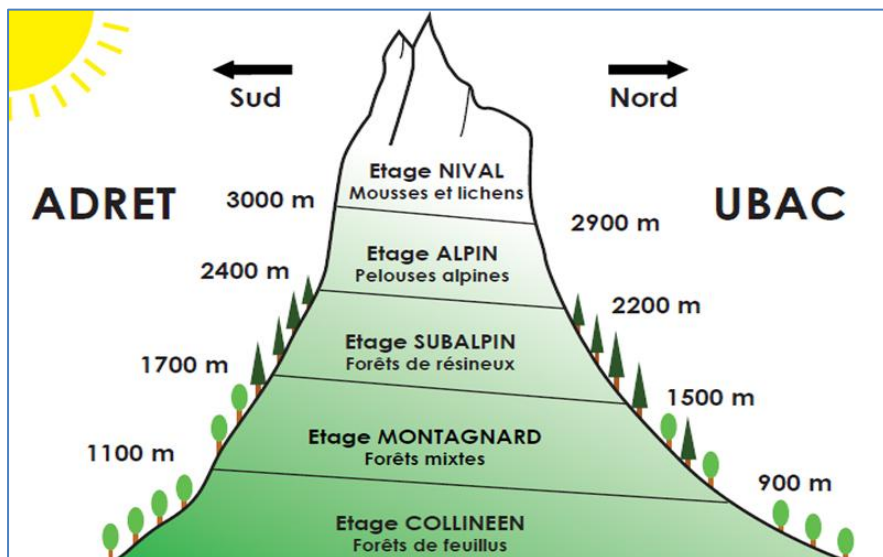 Sud
Nord
ADRET
UBAC
Etage NIVAL
Mousses et lichens
3000 m
2900 m
Etage ALPIN
Pelouses alpines
2400 m
2200 m
Etage SUBALPIN
Forêts de résineux
1700 m
1500 m
Etage MONTAGNARD
Forêts mixtes
1100 m
900 m
Etage COLLINEEN
Forêts de feuillus